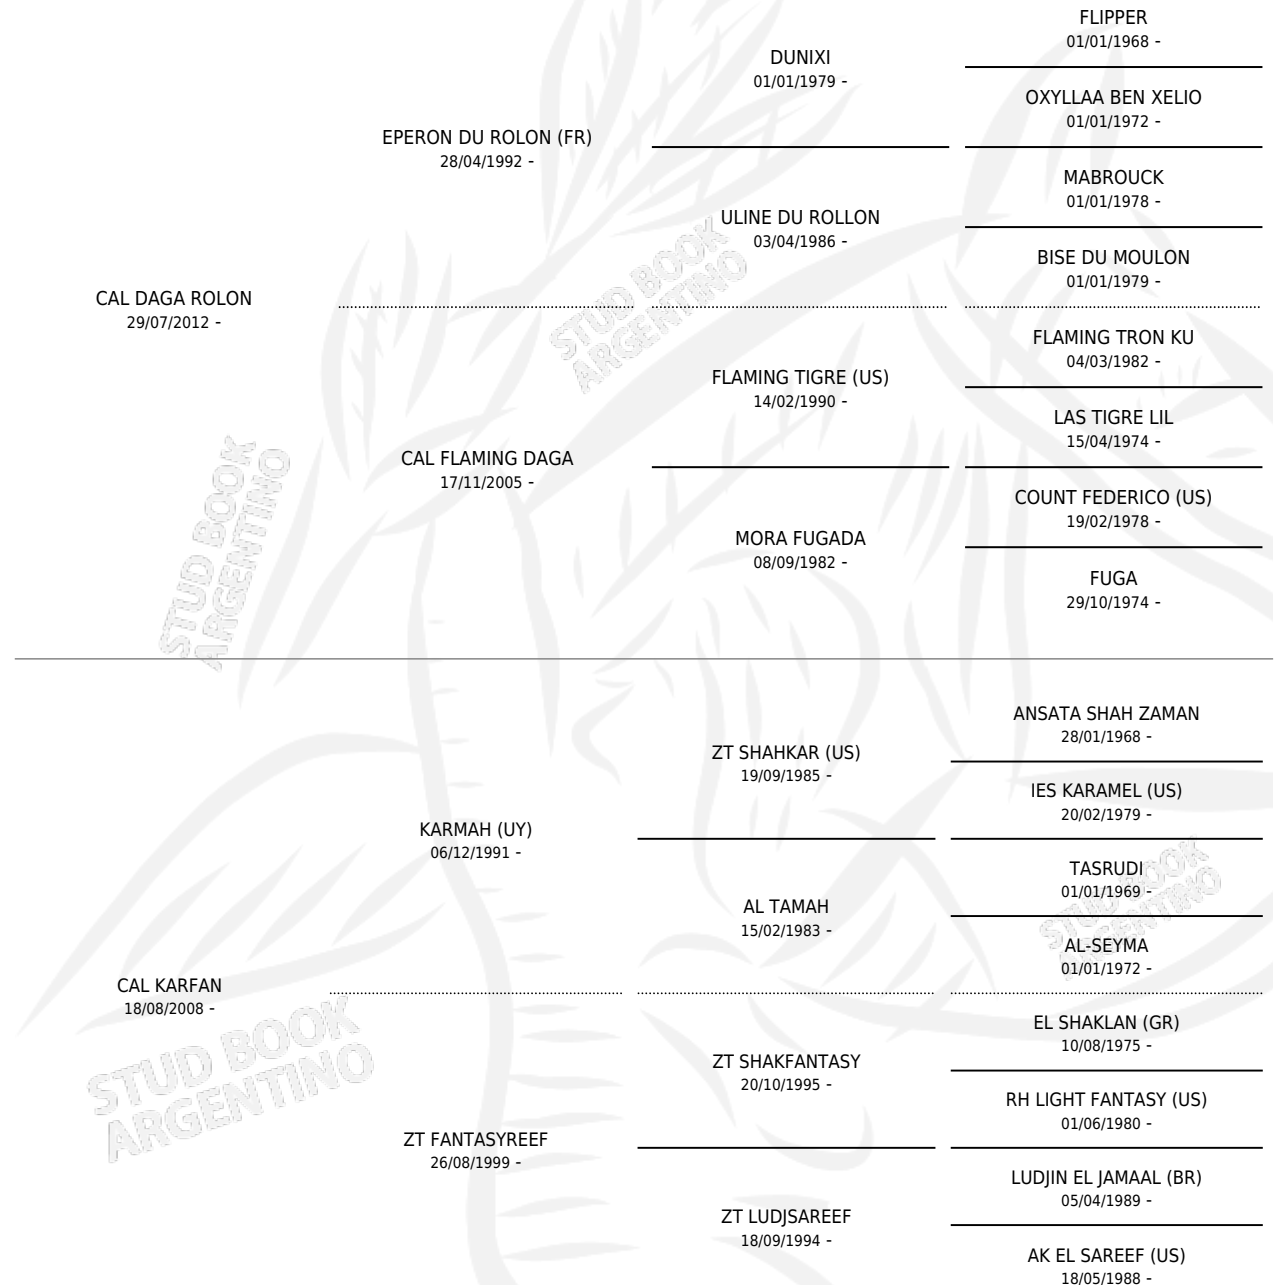 FLIPPER
01/01/1968 -
DUNIXI
01/01/1979 -
OXYLLAA BEN XELIO
01/01/1972 -
EPERON DU ROLON (FR)
28/04/1992 -
MABROUCK
01/01/1978 -
ULINE DU ROLLON
03/04/1986 -
BISE DU MOULON
01/01/1979 -
CAL DAGA ROLON
29/07/2012 -
FLAMING TRON KU
04/03/1982 -
FLAMING TIGRE (US)
14/02/1990 -
LAS TIGRE LIL
15/04/1974 -
CAL FLAMING DAGA
17/11/2005 -
COUNT FEDERICO (US)
19/02/1978 -
MORA FUGADA
08/09/1982 -
FUGA
29/10/1974 -
STUD BOOK
ARGENTINO
STUD BOOK
ARGENTINO
ANSATA SHAH ZAMAN
28/01/1968 -
ZT SHAHKAR (US)
19/09/1985 -
IES KARAMEL (US)
20/02/1979 -
KARMAH (UY)
06/12/1991 -
TASRUDI
01/01/1969 -
AL TAMAH
15/02/1983 -
AL-SEYMA
01/01/1972 -
CAL KARFAN
18/08/2008 -
EL SHAKLAN (GR)
10/08/1975 -
ZT SHAKFANTASY
20/10/1995 -
RH LIGHT FANTASY (US)
01/06/1980 -
ZT FANTASYREEF
26/08/1999 -
LUDJIN EL JAMAAL (BR)
05/04/1989 -
ZT LUDJSAREEF
18/09/1994 -
AK EL SAREEF (US)
18/05/1988 -
STUD BOOK
ARGENTINO
STUD BOOK
ARGENTINO